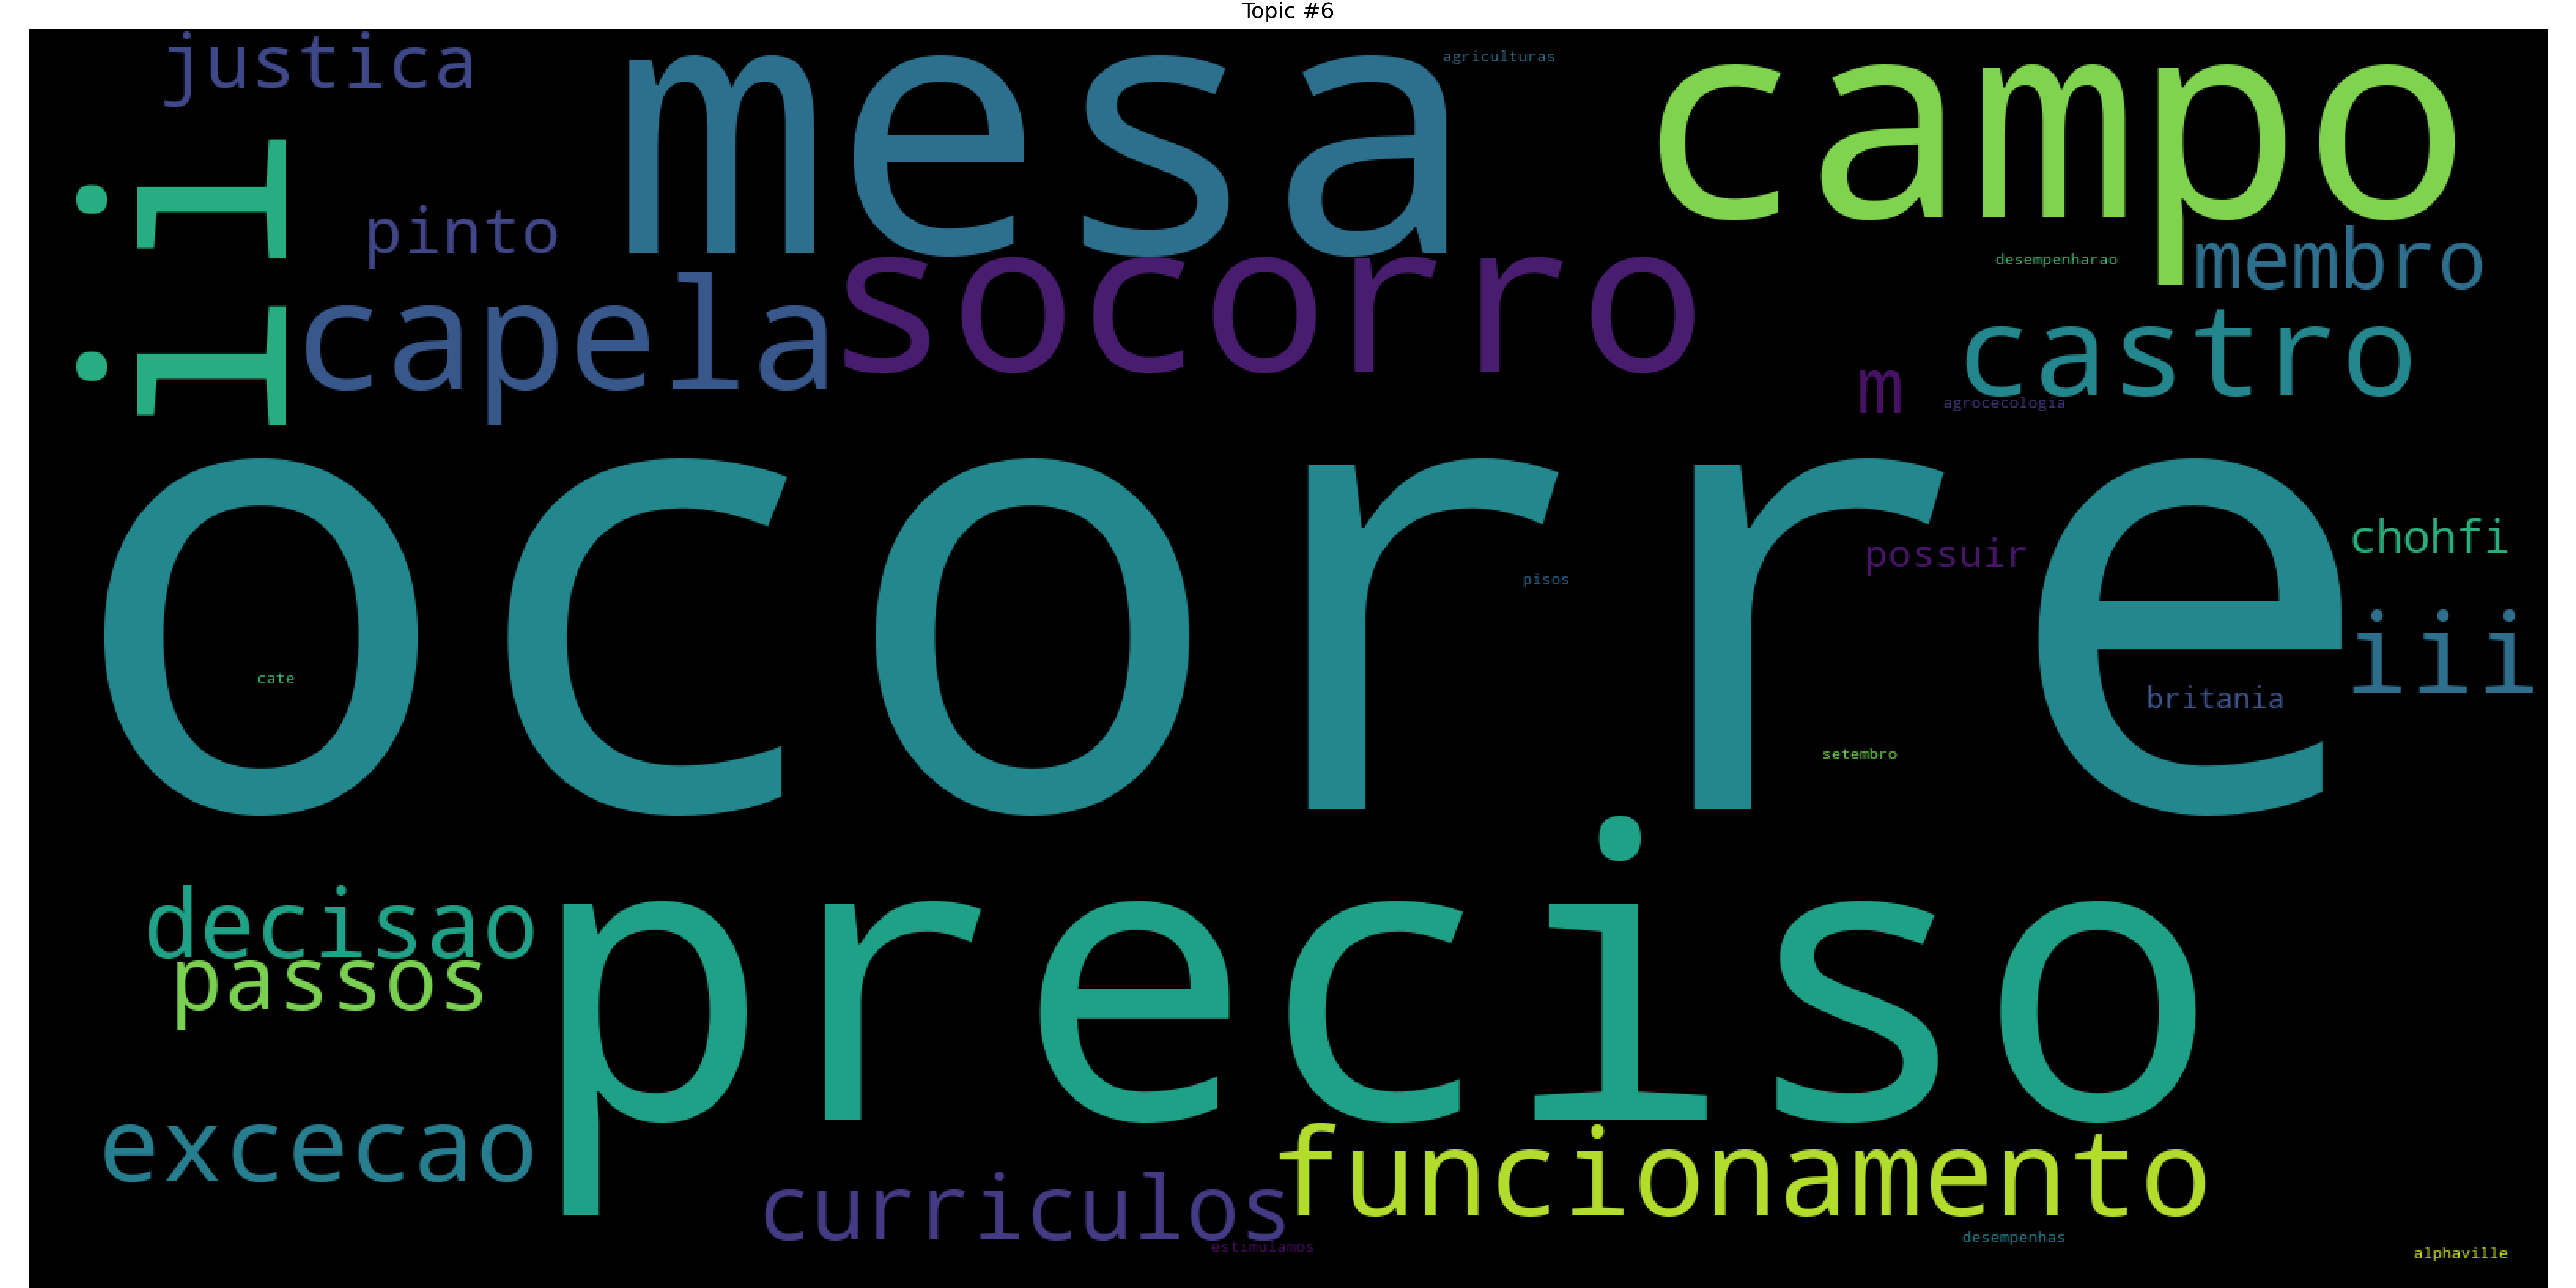 Topic #6
justica
mesa
agriculturas
campo
ii
pinto
socorro
desempenharao
membro
capela
castro
m
agrocecologia
ocorre
chohfi
possuir
pisos
iii
cate
britania
setembro
decisao
preciso
passos
excecao
funcionamento
curriculos
estimulamos
desempenhas
alphaville